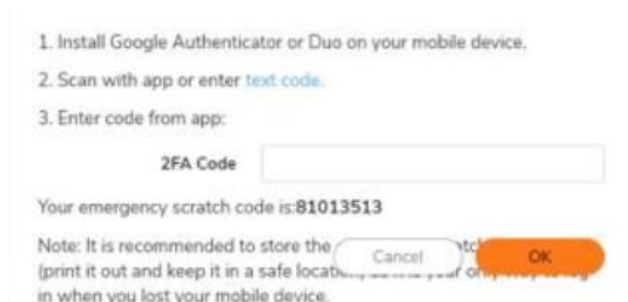 1. Install Google Authenticator or Duo on your mobile device.
2. Scan with app or enter text code.
3. Enter code from app:
2FA Code
Your emergency scratch code is:81013513
Note: It is recommended to store the
Cancel
OK
(print it out and keep it in a safe
in when you lost your mobile device.